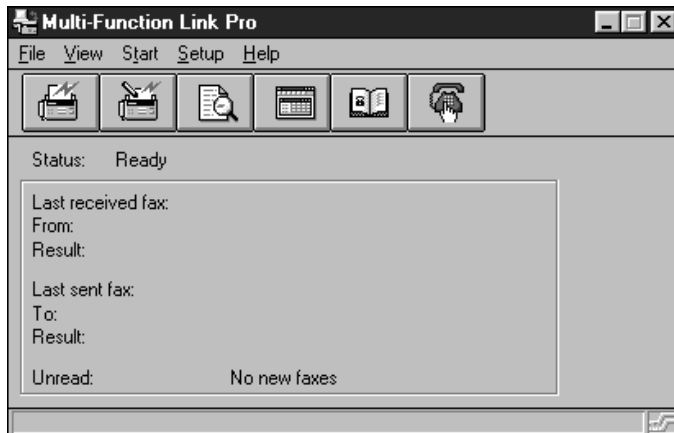 Multi-Function Link Pro
File View Start Setup Help
Status: Ready
Last received fax:
From:
Result:
Last sent fax:
To:
Result:
Unread: No new faxes